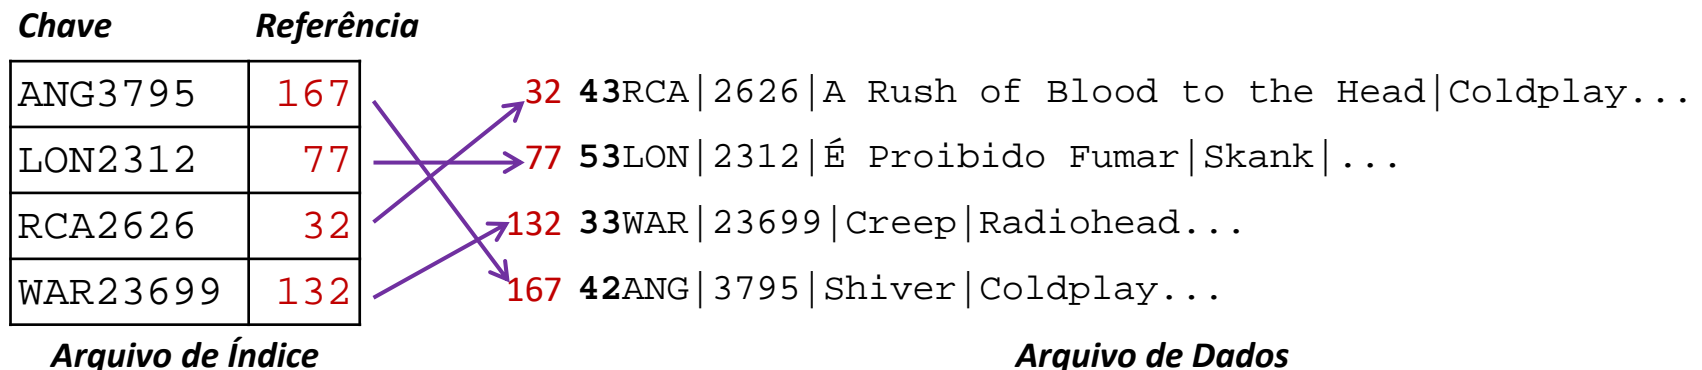 Chave Referência
ANG3795 167 32 43RCA|2626|A Rush of Blood to the Head|Coldplay...
LON2312 77 77 53LON|2312|É Proibido Fumar|Skank|...
RCA2626 32 132 33WAR|23699|Creep|Radiohead...
WAR23699 132 167 42ANG|3795|Shiver|Coldplay...
Arquivo de Índice Arquivo de Dados